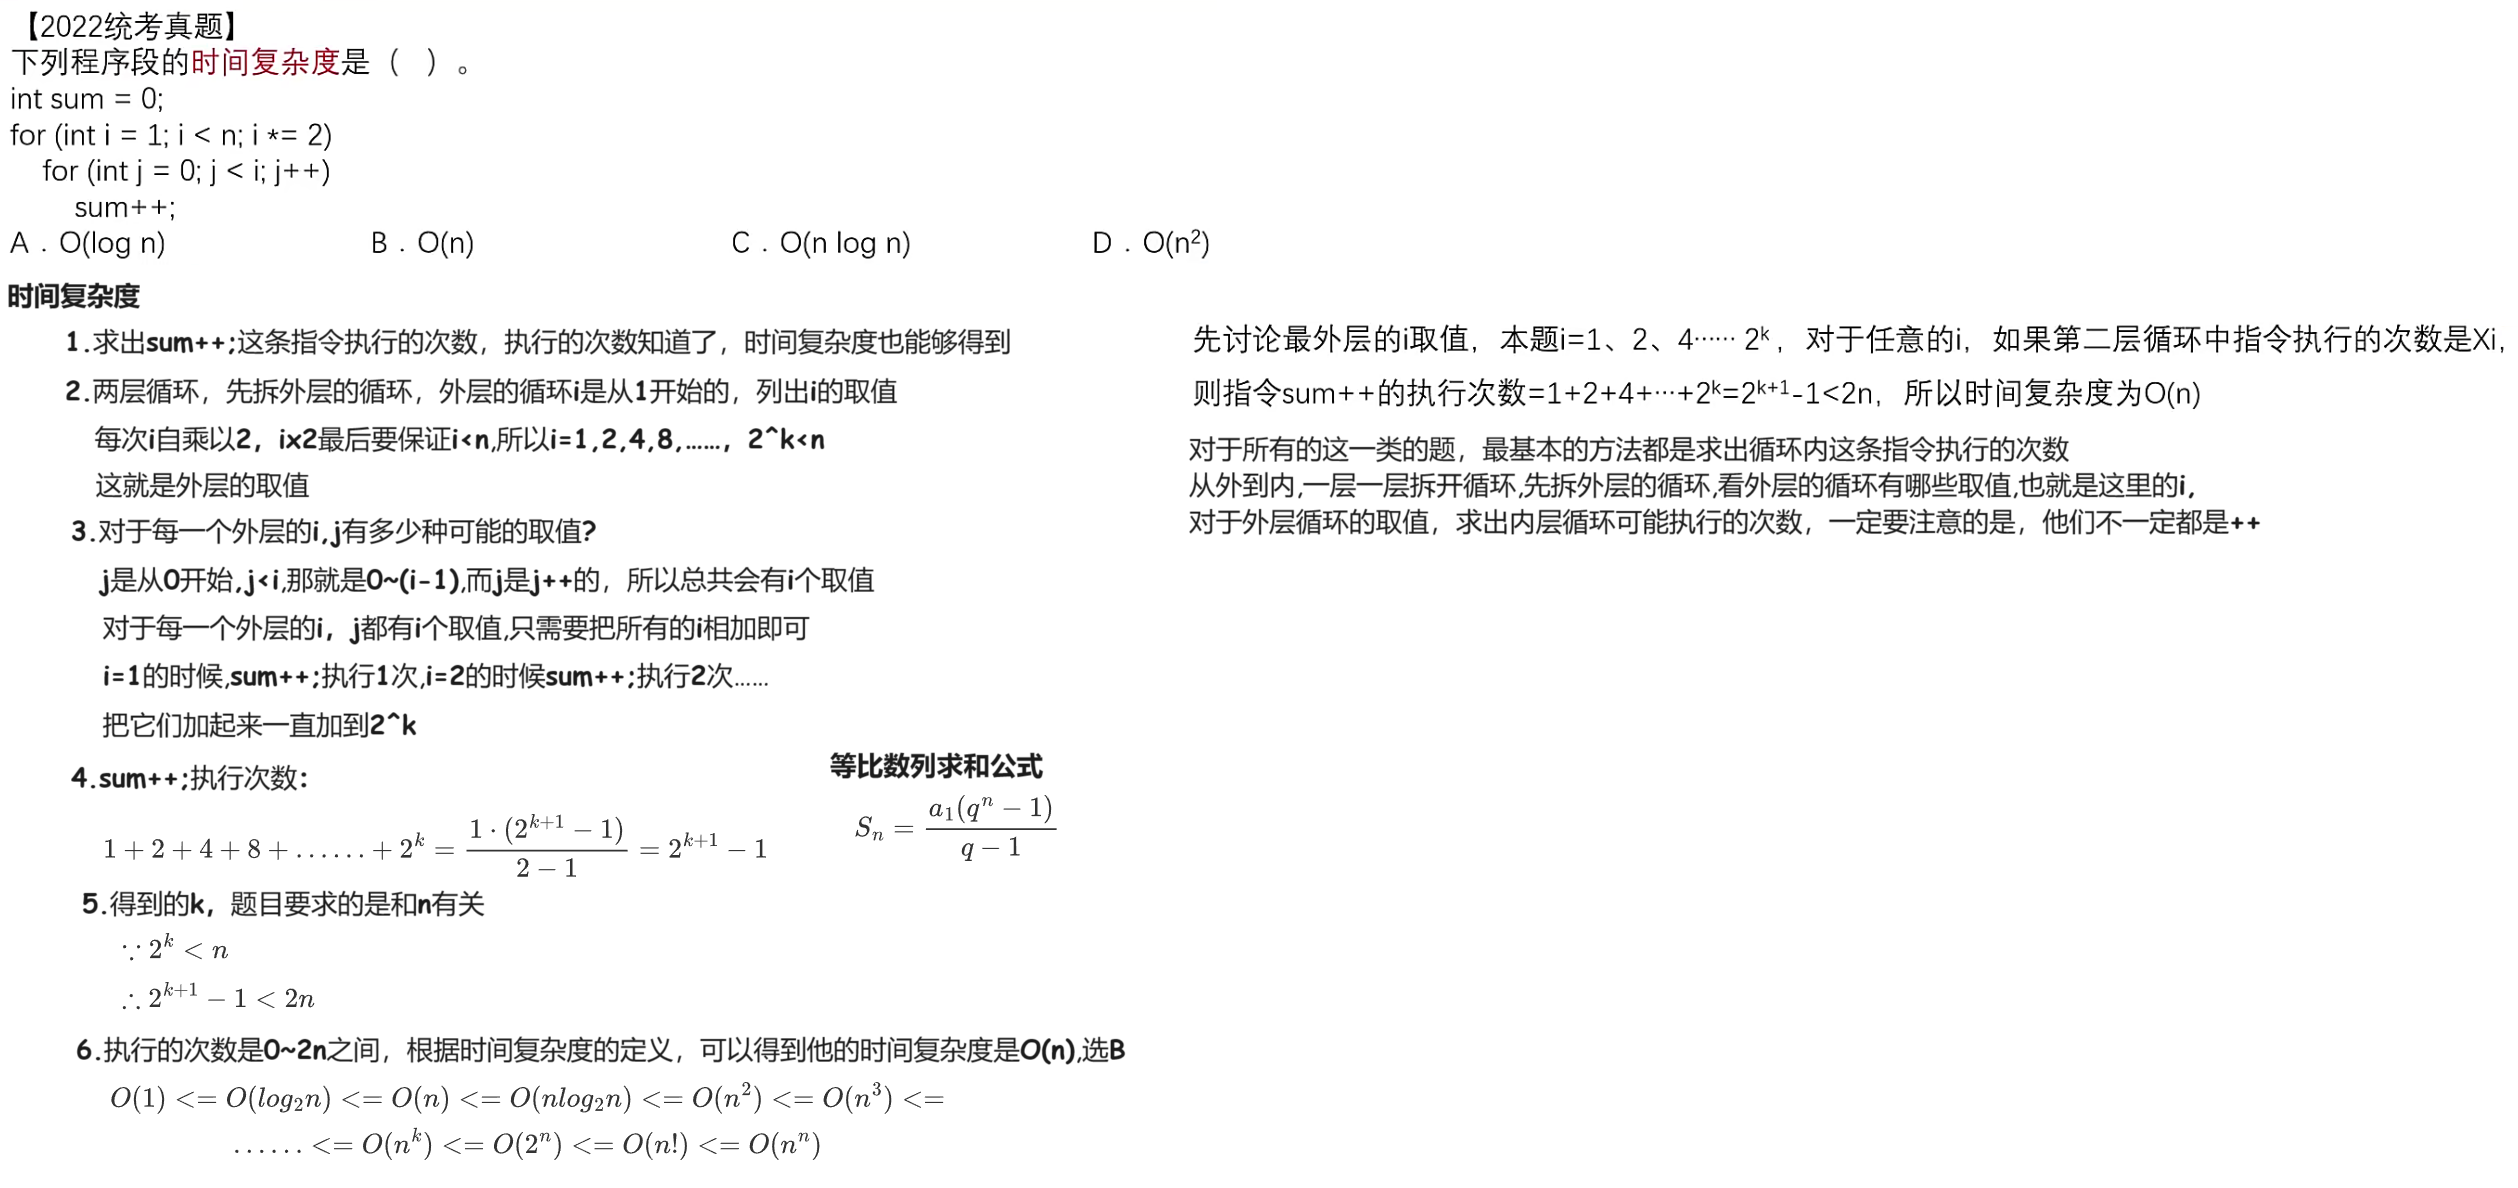 【2022统考真题】
下列程序段的时间复杂度是（ ）。
int sum = 0;
for (int i = 1; i < n; i *= 2)
for (int j = 0; j < i; j++)
sum++;
A．O(log n) B．O(n) C．O(n log n) D．O(n²)
时间复杂度
1.求出sum++;这条指令执行的次数，执行的次数知道了，时间复杂度也能够得到
2.两层循环，先拆外层的循环，外层的循环i是从1开始的，列出i的取值
每次i自乘以2，ix2最后要保证i<n,所以i=1,2,4,8,……，2^k<n
这就是外层的取值
3.对于每一个外层的i,j有多少种可能的取值?
j是从0开始,j<i,那就是0~(i-1),而j是j++的，所以总共会有i个取值
对于每一个外层的i，j都有i个取值,只需要把所有的i相加即可
i=1的时候,sum++;执行1次,i=2的时候sum++;执行2次……
把它们加起来一直加到2^k
4.sum++;执行次数:
1 + 2 + 4 + 8 + ...... + 2^k = \frac{1 · (2^{k+1} − 1)}{2 − 1} = 2^{k+1} − 1
等比数列求和公式
S_n = \frac{a_1(q^n − 1)}{q − 1}
5.得到的k，题目要求的是和n有关
∵ 2^k < n
∴ 2^{k+1} − 1 < 2n
6.执行的次数是0~2n之间，根据时间复杂度的定义，可以得到他的时间复杂度是O(n),选B
O(1) <= O(log₂n) <= O(n) <= O(nlog₂n) <= O(n²) <= O(n³) <=
...... <= O(n^k) <= O(2^n) <= O(n!) <= O(n^n)
先讨论最外层的i取值，本题i=1、2、4…… 2^k，对于任意的i，如果第二层循环中指令执行的次数是Xi,
则指令sum++的执行次数=1+2+4+…+2^k=2^{k+1}-1<2n，所以时间复杂度为O(n)
对于所有的这一类的题，最基本的方法都是求出循环内这条指令执行的次数
从外到内,一层一层拆开循环,先拆外层的循环,看外层的循环有哪些取值,也就是这里的i,
对于外层循环的取值，求出内层循环可能执行的次数，一定要注意的是，他们不一定都是++